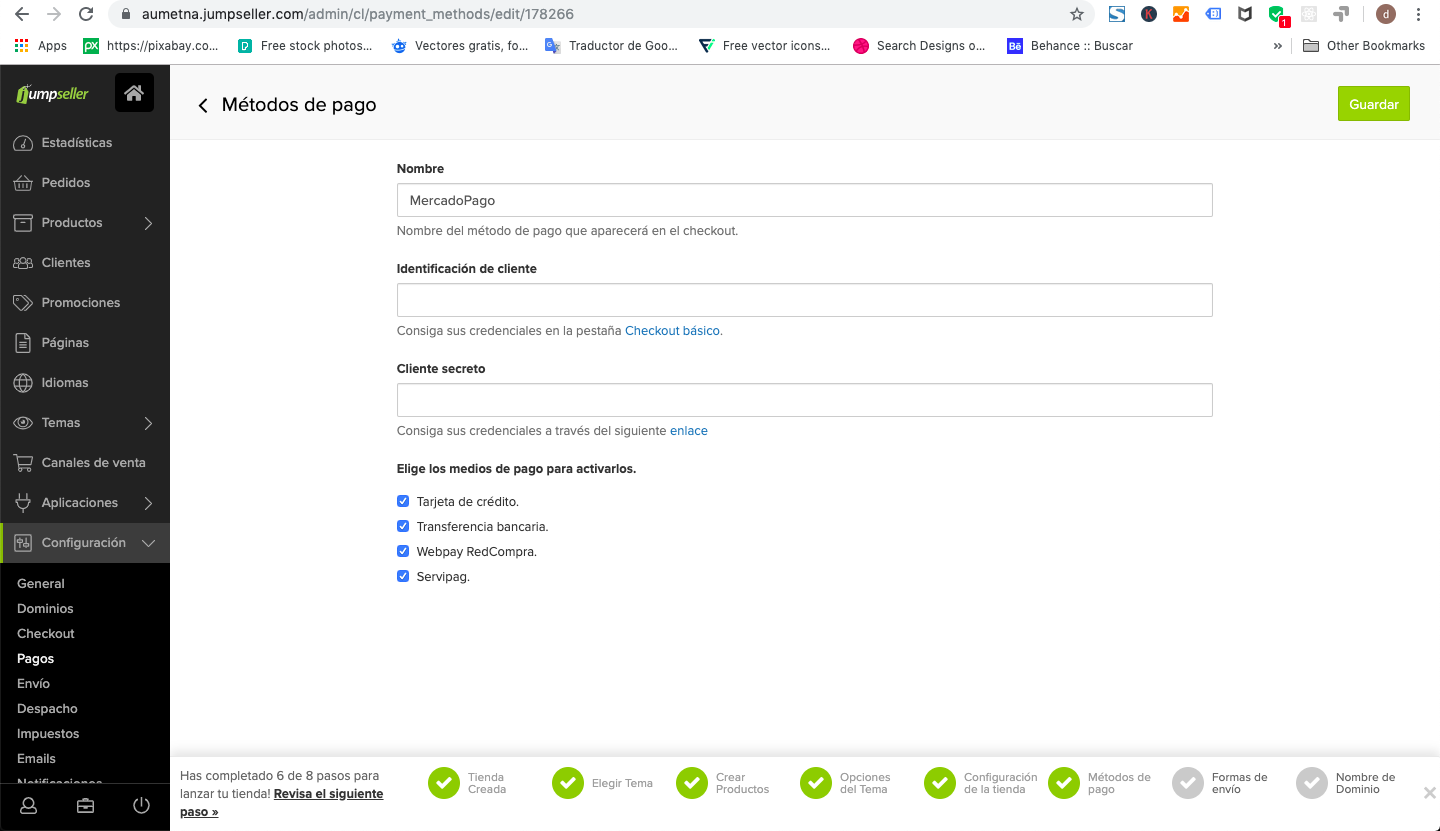 aumetna.jumpseller.com/admin/cl/payment_methods/edit/178266
K
1
d
Apps
px https://pixabay.co...
Free stock photos...
Vectores gratis, fo...
Traductor de Goo...
Free vector icons...
Search Designs o...
Bē Behance :: Buscar
»
Other Bookmarks
jumpseller
Métodos de pago
Guardar
Estadísticas
Pedidos
Productos
Clientes
Promociones
Páginas
Idiomas
Temas
Canales de venta
Aplicaciones
Configuración
General
Dominios
Checkout
Pagos
Envío
Despacho
Impuestos
Emails
Notificaciones
Nombre
MercadoPago
Nombre del método de pago que aparecerá en el checkout.
Identificación de cliente
Consiga sus credenciales en la pestaña Checkout básico.
Cliente secreto
Consiga sus credenciales a través del siguiente enlace
Elige los medios de pago para activarlos.
Tarjeta de crédito.
Transferencia bancaria.
Webpay RedCompra.
Servipag.
Has completado 6 de 8 pasos para
lanzar tu tienda! Revisa el siguiente
paso »
Tienda
Creada
Elegir Tema
Crear
Productos
Opciones
del Tema
Configuración
de la tienda
Métodos de
pago
Formas de
envío
Nombre de
Dominio